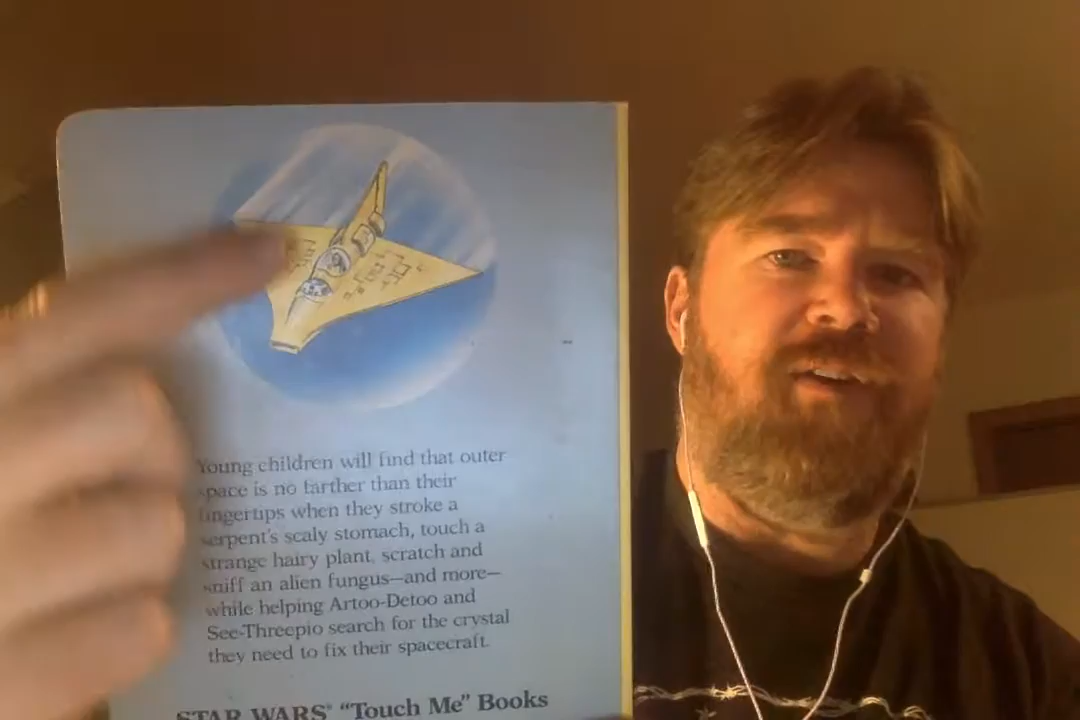 Young children will find that outer
space is no farther than their
fingertips when they stroke a
serpent's scaly stomach, touch a
strange hairy plant, scratch and
sniff an alien fungus—and more—
while helping Artoo-Detoo and
See-Threepio search for the crystal
they need to fix their spacecraft.
STAR WARS® "Touch Me" Books